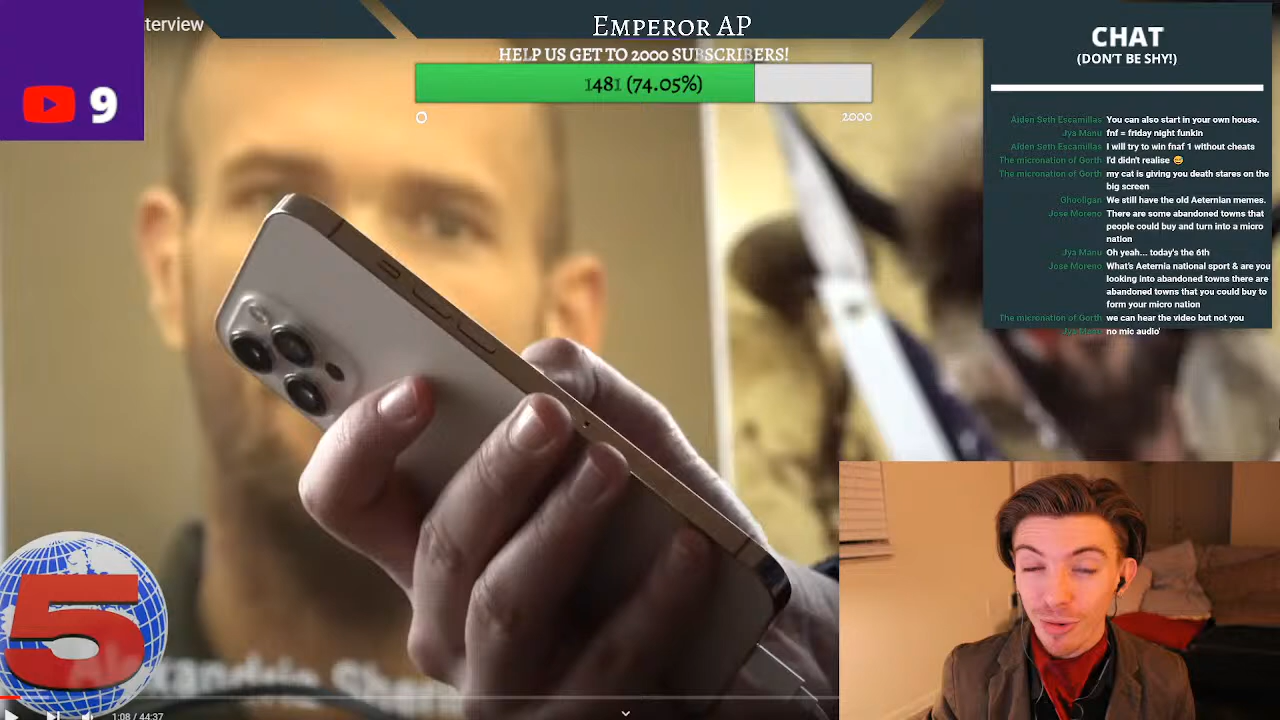 nterview
EMPEROR AP
HELP US GET TO 2000 SUBSCRIBERS!
1481 (74.05%)
0
2000
9
CHAT
(DON'T BE SHY!)
Aiden Seth Escamillas You can also start in your own house.
Jya Manu fnf = friday night funkin
Aiden Seth Escamillas I will try to win fnaf 1 without cheats
The micronation of Gorth I'd didn't realise 😅
The micronation of Gorth my cat is giving you death stares on the
big screen
Ghooligan We still have the old Aeternian memes.
Jose Moreno There are some abandoned towns that
people could buy and turn into a micro
nation
Jya Manu Oh yeah... today's the 6th
Jose Moreno What's Aeternia national sport & are you
looking into abandoned towns there are
abandoned towns that you could buy to
form your micro nation
The micronation of Gorth we can hear the video but not you
Jya Manu no mic audio'
5
1:08 / 44:37